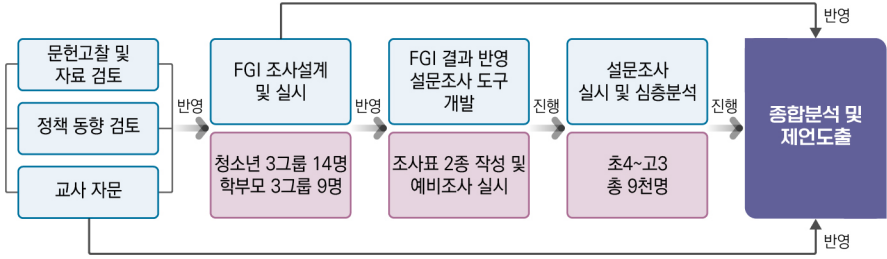 반영
문헌고찰 및
자료 검토
정책 동향 검토
교사 자문
반영
FGI 조사설계
및 실시
청소년 3그룹 14명
학부모 3그룹 9명
반영
FGI 결과 반영
설문조사 도구
개발
조사표 2종 작성 및
예비조사 실시
진행
설문조사
실시 및 심층분석
초4~고3
총 9천명
진행
종합분석 및
제언도출
반영